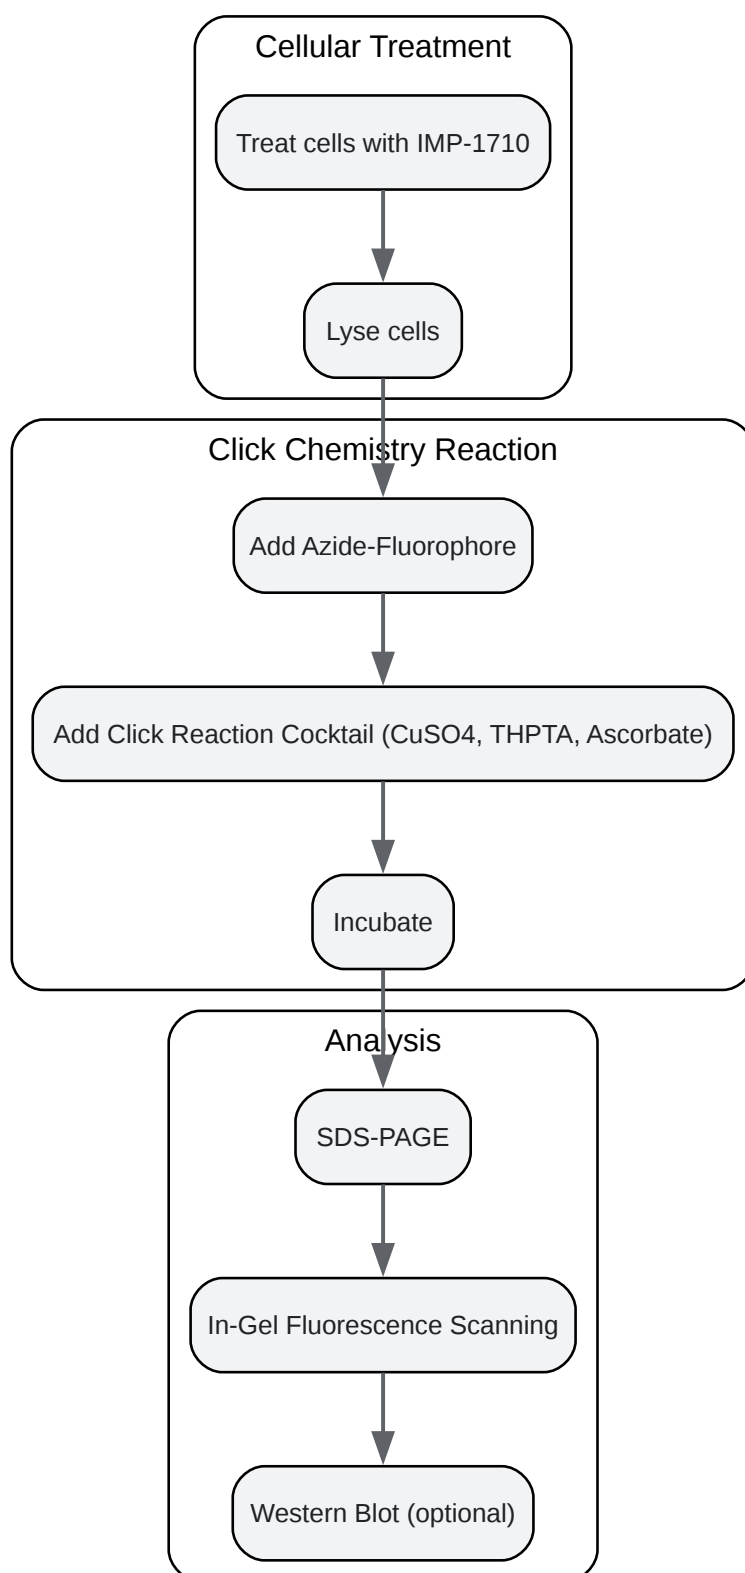 Cellular Treatment
Treat cells with IMP-1710
Lyse cells
Click Chemistry Reaction
Add Azide-Fluorophore
Add Click Reaction Cocktail (CuSO4, THPTA, Ascorbate)
Incubate
Analysis
SDS-PAGE
In-Gel Fluorescence Scanning
Western Blot (optional)